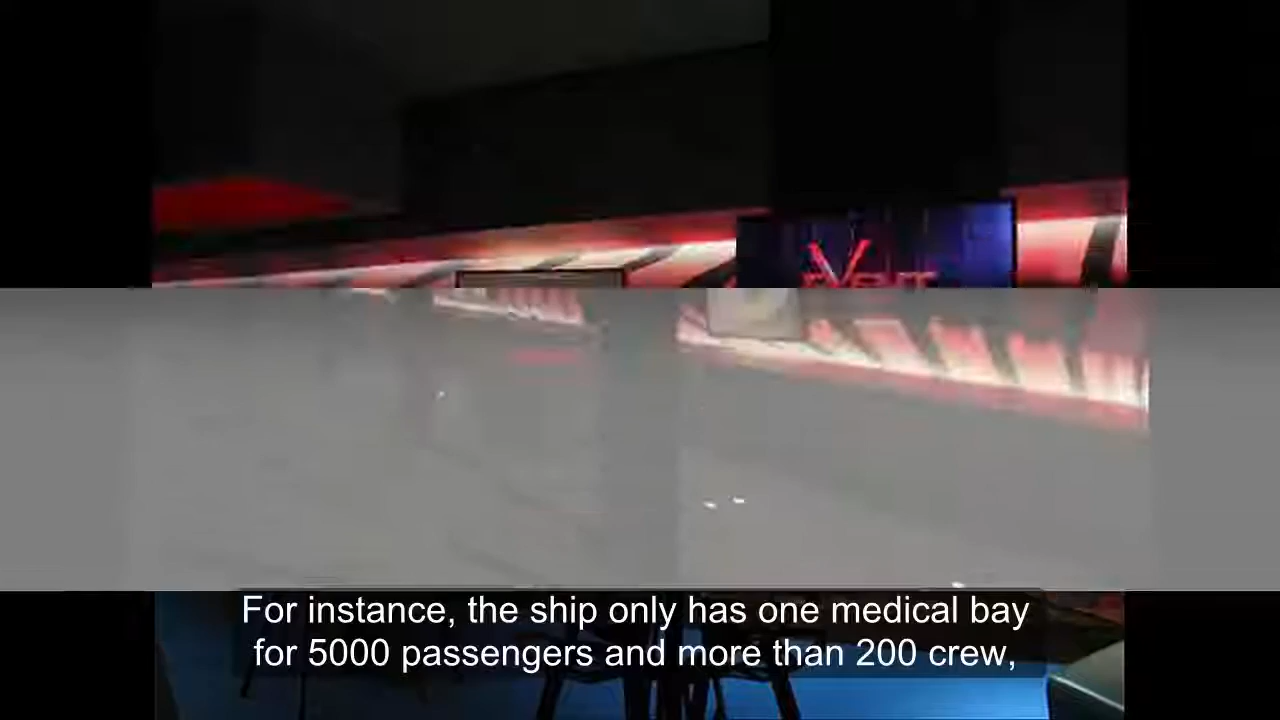 For instance, the ship only has one medical bay
for 5000 passengers and more than 200 crew,